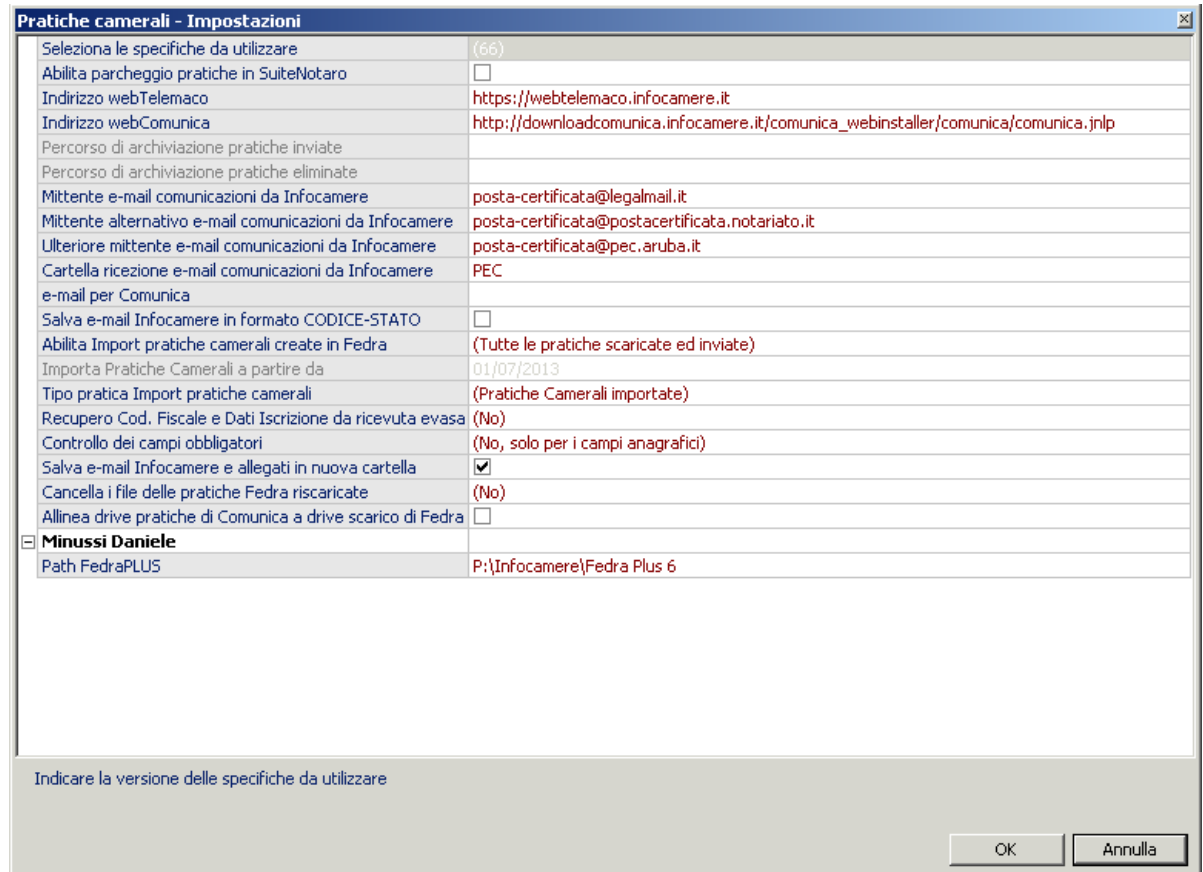 Pratiche camerali - Impostazioni
Seleziona le specifiche da utilizzare (66)
Abilita parcheggio pratiche in SuiteNotaro
Indirizzo webTelemaco https://webtelemaco.infocamere.it
Indirizzo webComunica http://downloadcomunica.infocamere.it/comunica_webinstaller/comunica/comunica.jnlp
Percorso di archiviazione pratiche inviate
Percorso di archiviazione pratiche eliminate
Mittente e-mail comunicazioni da Infocamere posta-certificata@legalmail.it
Mittente alternativo e-mail comunicazioni da Infocamere posta-certificata@postacertificata.notariato.it
Ulteriore mittente e-mail comunicazioni da Infocamere posta-certificata@pec.aruba.it
Cartella ricezione e-mail comunicazioni da Infocamere PEC
e-mail per Comunica
Salva e-mail Infocamere in formato CODICE-STATO
Abilita Import pratiche camerali create in Fedra (Tutte le pratiche scaricate ed inviate)
Importa Pratiche Camerali a partire da 01/07/2013
Tipo pratica Import pratiche camerali (Pratiche Camerali importate)
Recupero Cod. Fiscale e Dati Iscrizione da ricevuta evasa (No)
Controllo dei campi obbligatori (No, solo per i campi anagrafici)
Salva e-mail Infocamere e allegati in nuova cartella
Cancella i file delle pratiche Fedra riscaricate (No)
Allinea drive pratiche di Comunica a drive scarico di Fedra
Minussi Daniele
Path FedraPLUS P:\Infocamere\Fedra Plus 6
Indicare la versione delle specifiche da utilizzare
OK Annulla